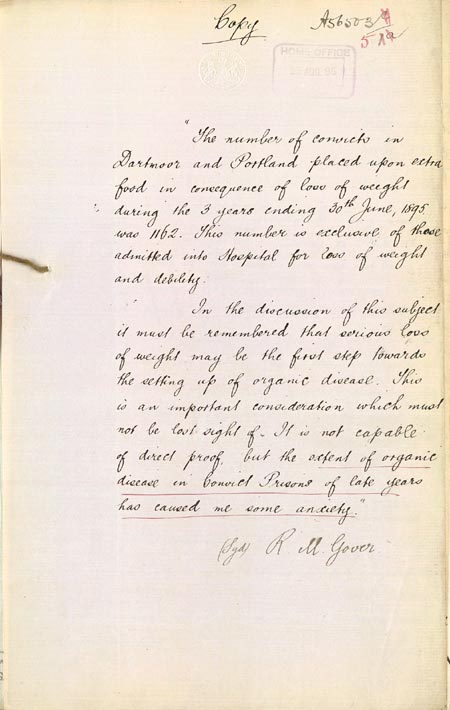 Copy
A56503
HOME OFFICE
AUG. 95
"The number of convicts in
Dartmoor and Portland placed upon extra
food in consequence of loss of weight
during the 3 years ending 30th June, 1895
was 1162. This number is exclusive of those
admitted into Hospital for loss of weight
and debility.
In the discussion of this subject
it must be remembered that serious loss
of weight may be the first step towards
the setting up of organic disease. This
is an important consideration which must
not be lost sight of. It is not capable
of direct proof, but the extent of organic
disease in Convict Prisons of late years
has caused me some anxiety."
(Sgd) R. M. Gover.